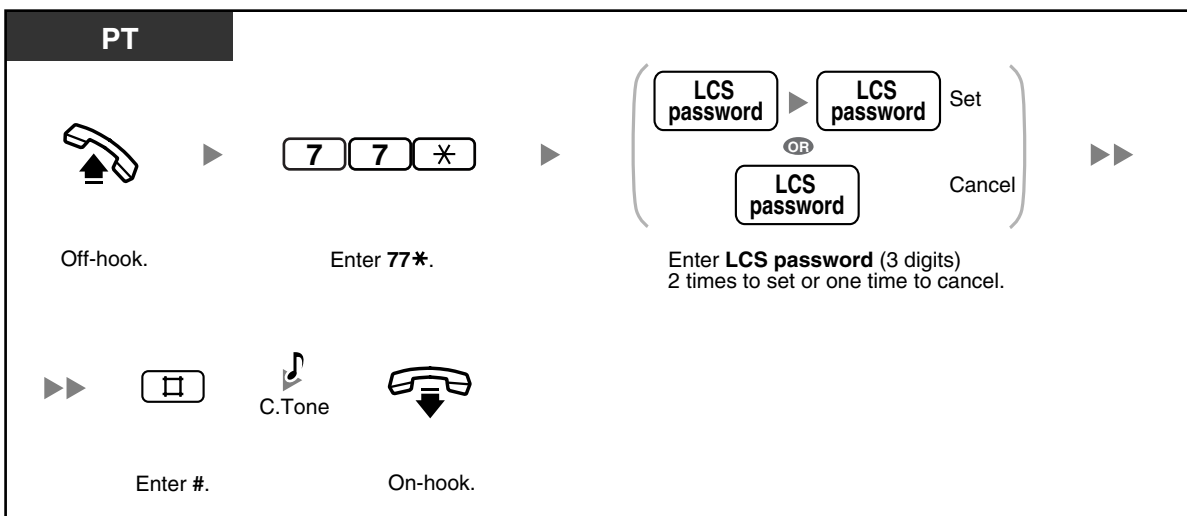 PT
LCS password LCS password Set
OR
LCS password Cancel
7 7 *
Off-hook.
Enter 77*.
Enter LCS password (3 digits)
2 times to set or one time to cancel.
#
C.Tone
Enter #.
On-hook.